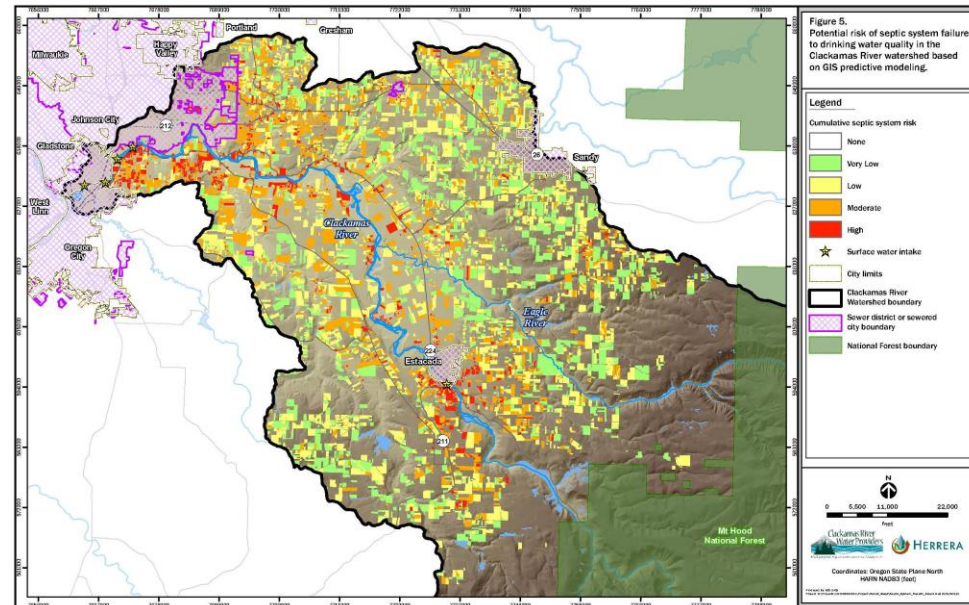 Portland
Gresham
Happy
Valley
Milwaukie
212
Johnson City
Gladstone
26
Sandy
West
Linn
Clackamas
River
Oregon
City
Eagle
River
224
Estacada
211
Mt Hood
National Forest
Figure 5.
Potential risk of septic system failure
to drinking water quality in the
Clackamas River watershed based
on GIS predictive modeling.
Legend
Cumulative septic system risk
None
Very Low
Low
Moderate
High
Surface water intake
City limits
Clackamas River
Watershed boundary
Sewer district or sewered
city boundary
National Forest boundary
N
0 5,500 11,000 22,000
feet
Clackamas River
Water Providers
HERRERA
Coordinates: Oregon State Plane North
HARN NAD83 (feet)